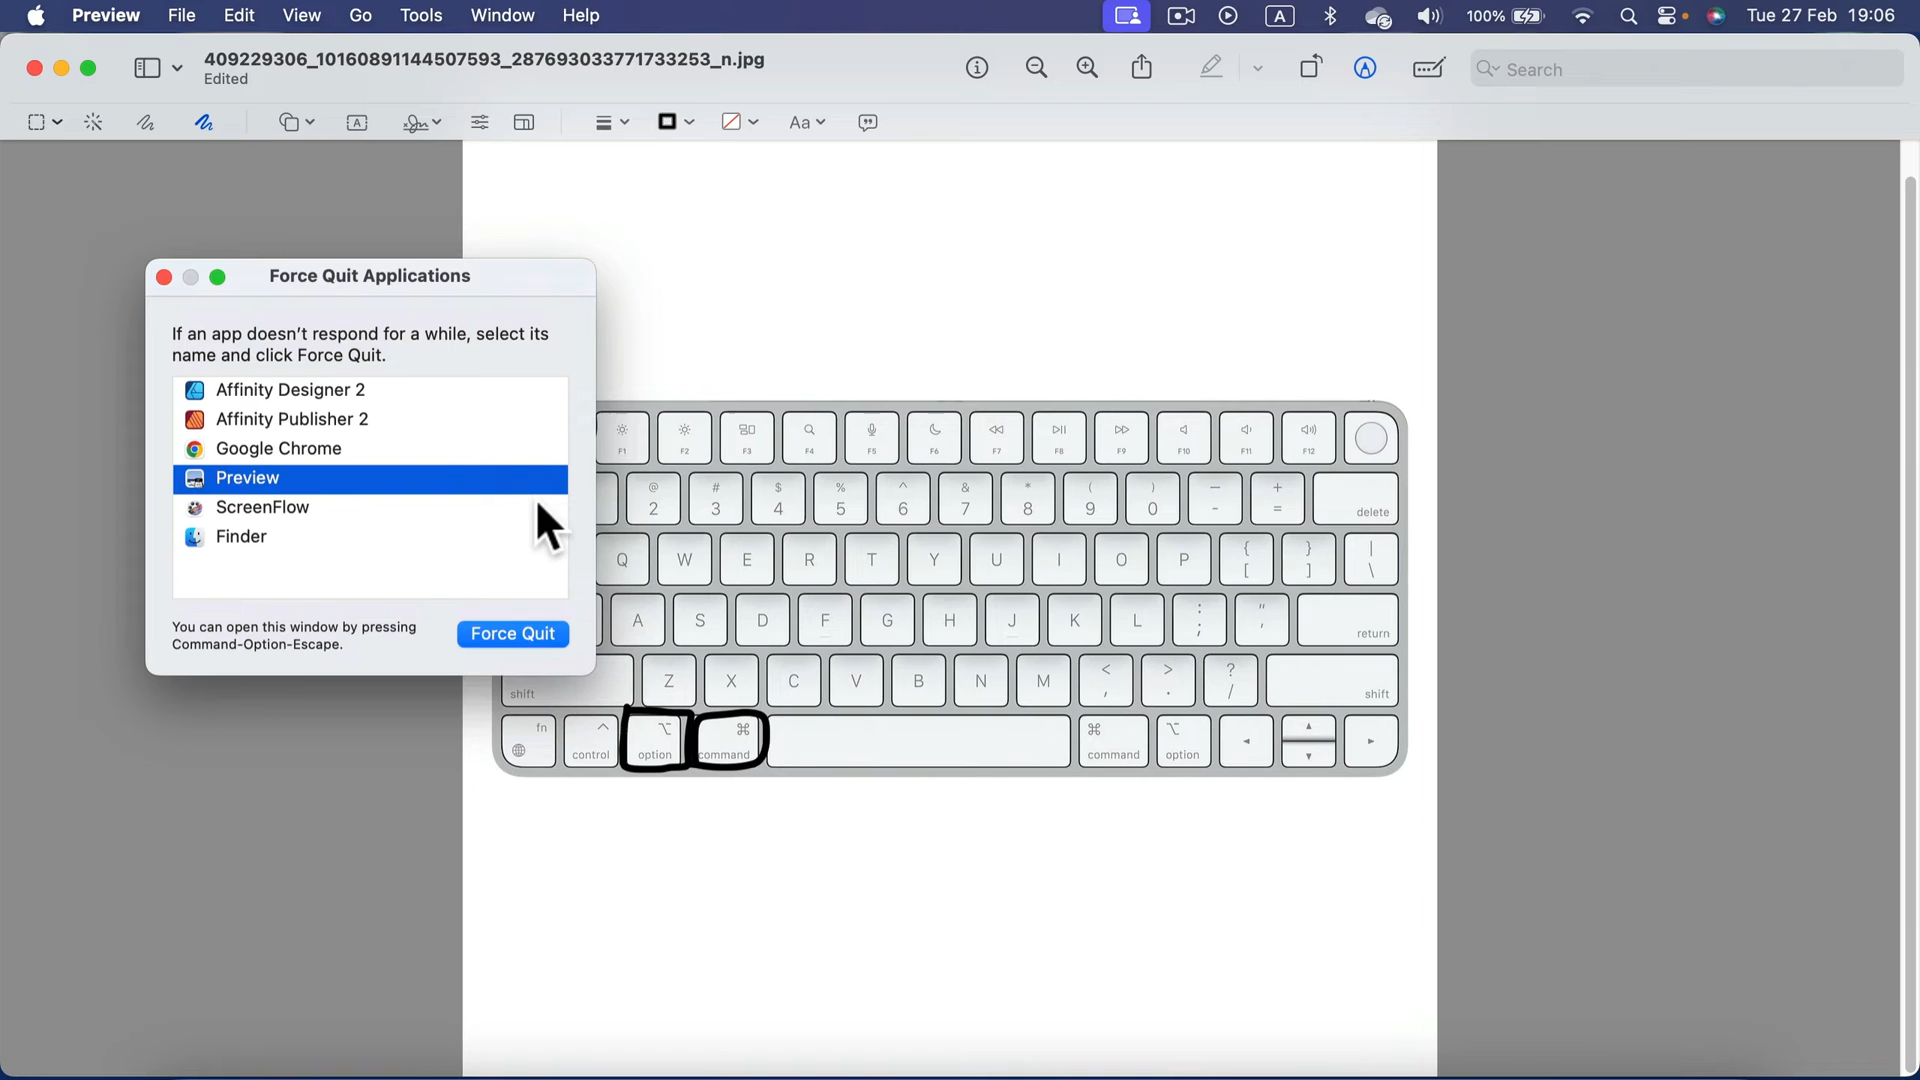 Preview File Edit View Go Tools Window Help A 100% Tue 27 Feb 19:06
409229306_10160891144507593_287693033771733253_n.jpg
Edited
Search
A Aa
Force Quit Applications
If an app doesn't respond for a while, select its
name and click Force Quit.
Affinity Designer 2
Affinity Publisher 2
Google Chrome
Preview
ScreenFlow
Finder
You can open this window by pressing
Command-Option-Escape.
Force Quit
F1 F2 F3 F4 F5 F6 F7 F8 F9 F10 F11 F12
@ # $ % ^ & * ( ) — +
2 3 4 5 6 7 8 9 0 - = delete
Q W E R T Y U I O P { [ } ] | \
A S D F G H J K L : ; " ' return
shift Z X C V B N M < , > . ? / shift
fn control ⌥ option ⌘ command ⌘ command ⌥ option